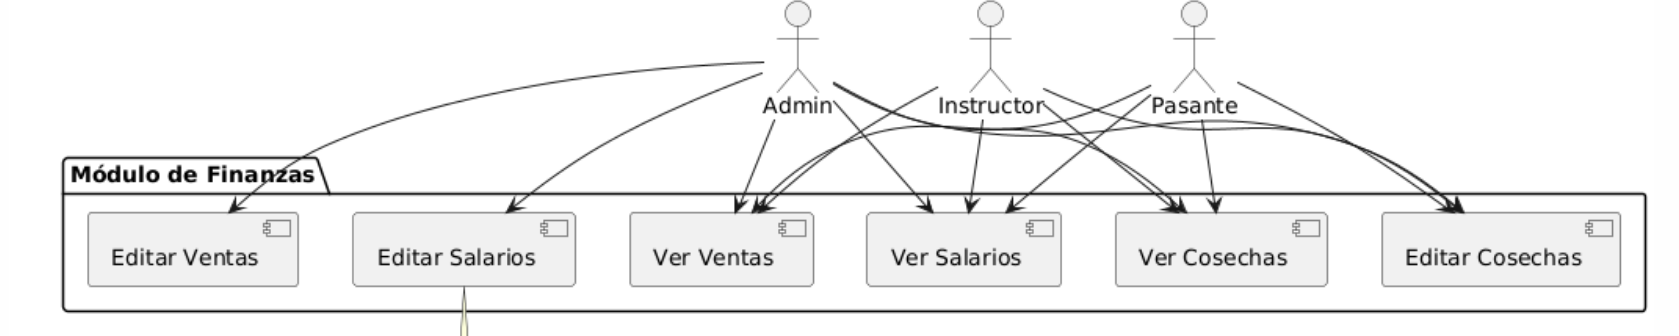 Admin
Instructor
Pasante
Módulo de Finanzas
Editar Ventas
Editar Salarios
Ver Ventas
Ver Salarios
Ver Cosechas
Editar Cosechas